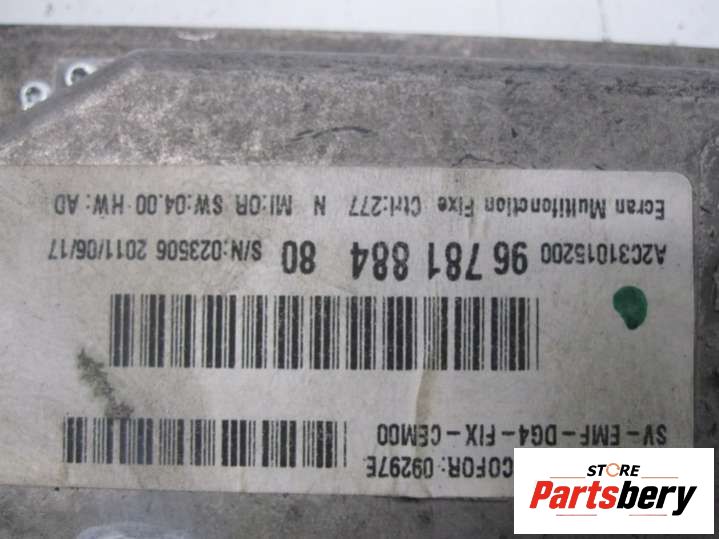 Ecran Multifonction Fixe Ctrl:277 N MI:OR SW:04.00 HW:AD
A2C31015200 96 781 884 80 S/N:023506 2011/06/17
SV-EMF-DG4-FIX-CEM00
COFOR: 09297E
STORE
Partsbery